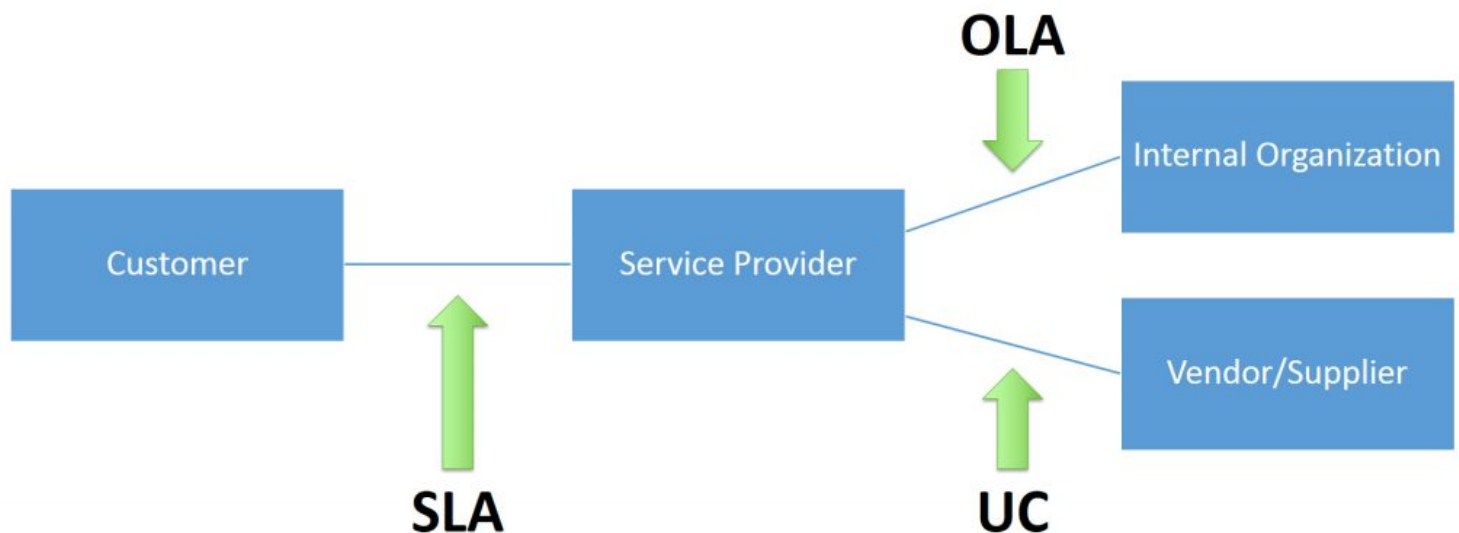 OLA
Internal Organization
Customer
Service Provider
Vendor/Supplier
SLA
UC